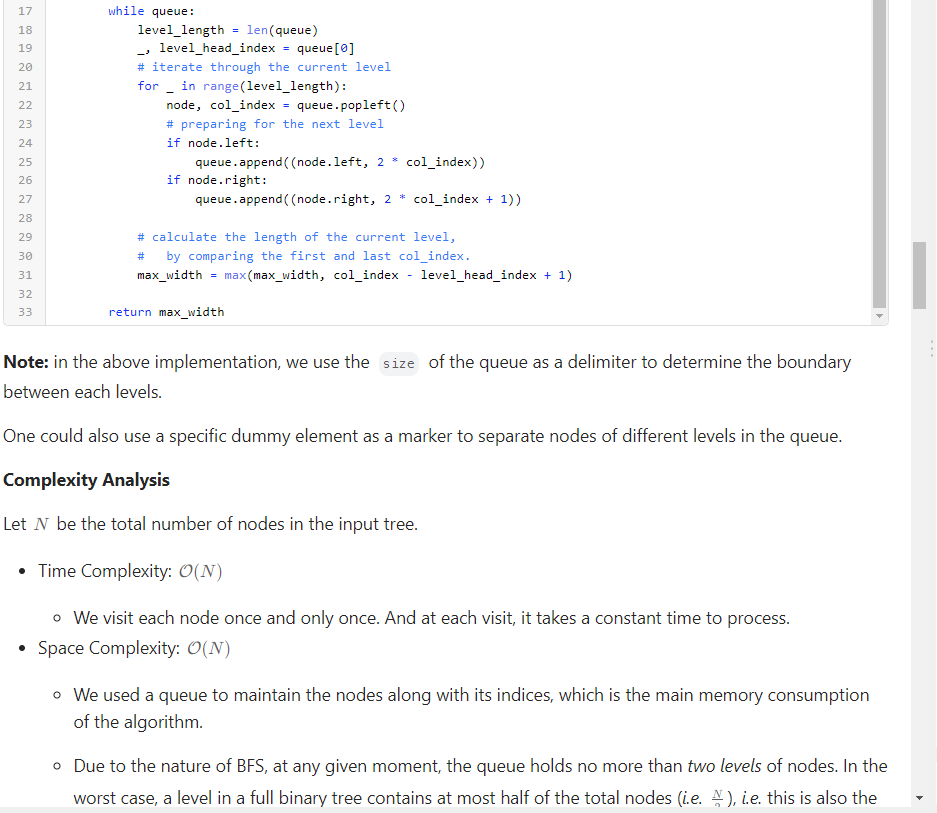 17 while queue:
18 level_length = len(queue)
19 _, level_head_index = queue[0]
20 # iterate through the current level
21 for _ in range(level_length):
22 node, col_index = queue.popleft()
23 # preparing for the next level
24 if node.left:
25 queue.append((node.left, 2 * col_index))
26 if node.right:
27 queue.append((node.right, 2 * col_index + 1))
28
29 # calculate the length of the current level,
30 #   by comparing the first and last col_index.
31 max_width = max(max_width, col_index - level_head_index + 1)
32
33 return max_width
Note: in the above implementation, we use the size of the queue as a delimiter to determine the boundary
between each levels.
One could also use a specific dummy element as a marker to separate nodes of different levels in the queue.
Complexity Analysis
Let N be the total number of nodes in the input tree.
• Time Complexity: O(N)
◦ We visit each node once and only once. And at each visit, it takes a constant time to process.
• Space Complexity: O(N)
◦ We used a queue to maintain the nodes along with its indices, which is the main memory consumption
of the algorithm.
◦ Due to the nature of BFS, at any given moment, the queue holds no more than two levels of nodes. In the
worst case, a level in a full binary tree contains at most half of the total nodes (i.e. N/2), i.e. this is also the